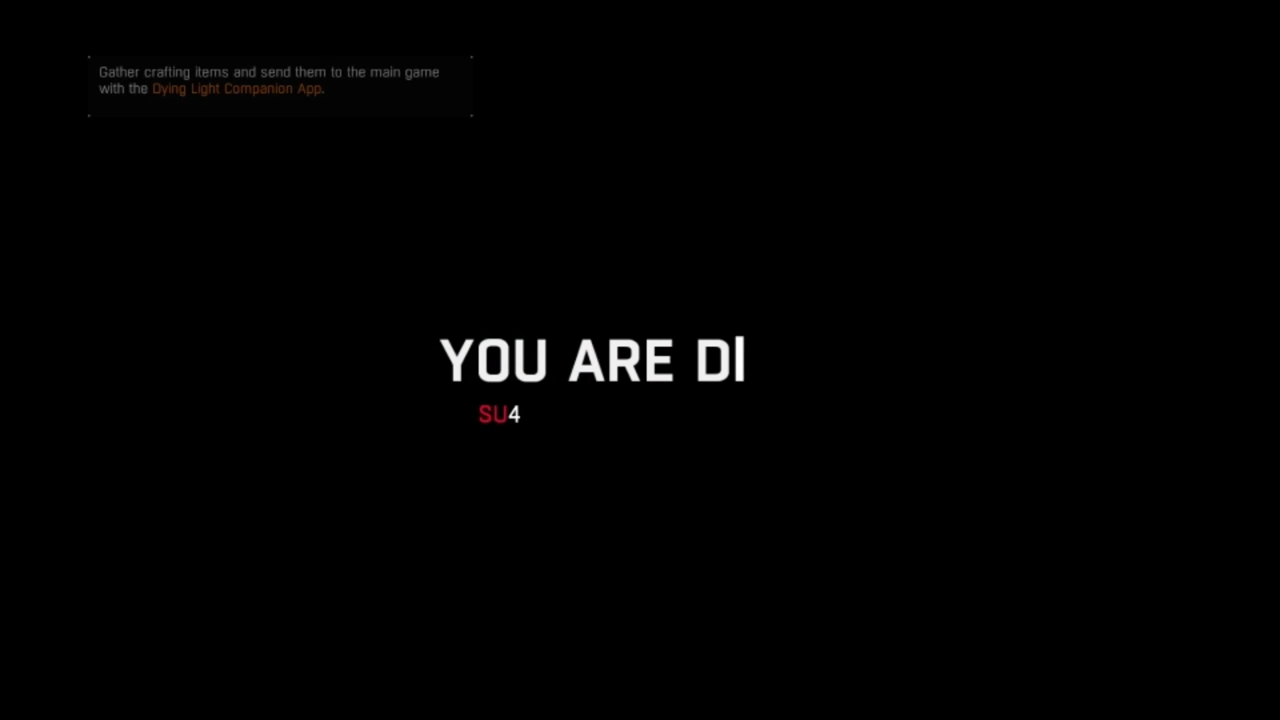 Gather crafting items and send them to the main game
with the Dying Light Companion App.
YOU ARE DI
SU4